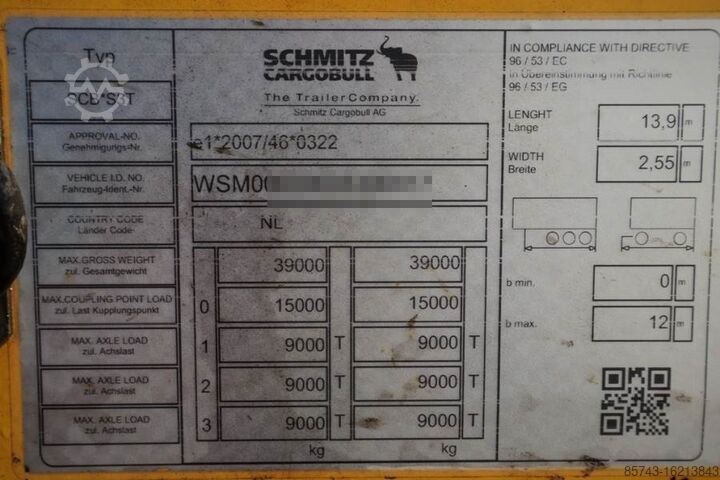 Typ
SCB*S3T
SCHMITZ
CARGOBULL
The Trailer Company.
Schmitz Cargobull AG
APPROVAL-NO.
Genehmigungs-Nr.
e1*2007/46*0322
VEHICLE I.D. NO.
Fahrzeug-Ident.-Nr.
WSM00
COUNTRY CODE
Länder Code-
NL
MAX.GROSS WEIGHT
zul. Gesamtgewicht
39000 39000
MAX.COUPLING POINT LOAD
zul. Last Kupplungspunkt
0 15000 15000
MAX. AXLE LOAD
zul. Achslast
1 9000 T 9000 T
MAX. AXLE LOAD
zul. Achslast
2 9000 T 9000 T
MAX. AXLE LOAD
zul. Achslast
3 9000 T 9000 T
kg kg
IN COMPLIANCE WITH DIRECTIVE
96 / 53 / EC
In Übereinstimmung mit Richtlinie
96 / 53 / EG
LENGHT
Länge
13,9 m
WIDTH
Breite
2,55 m
b min. 0 m
b max. 12 m
85743-16213843